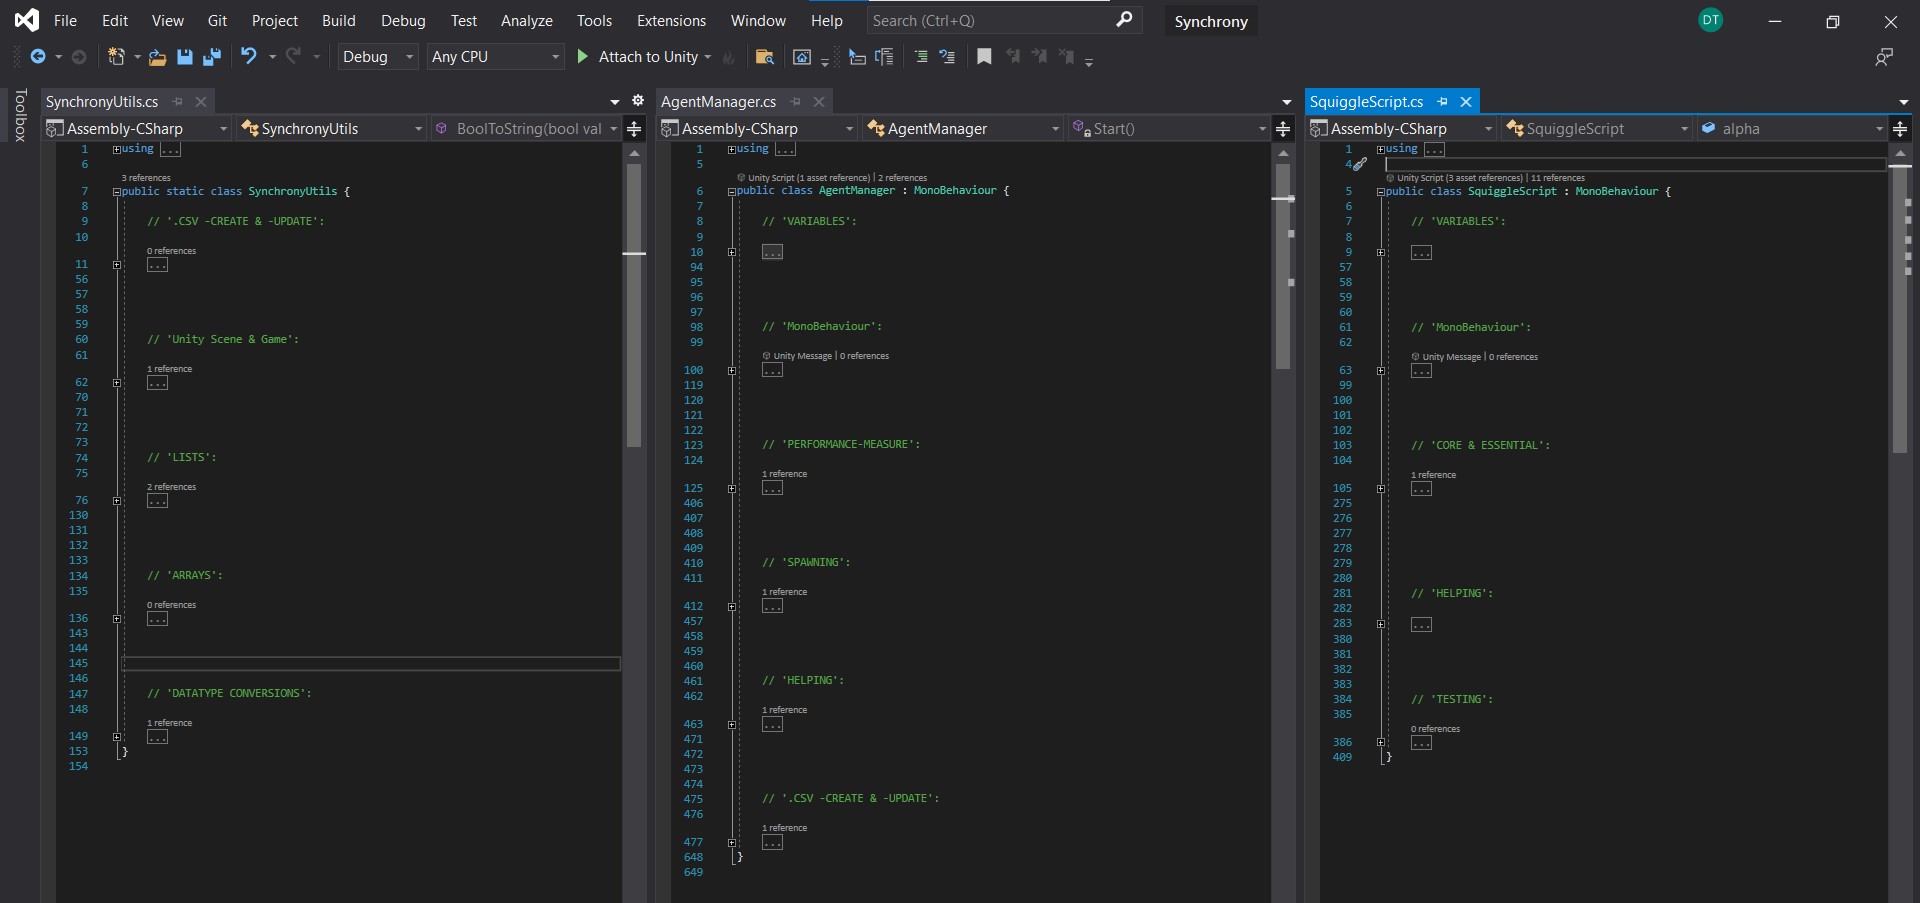 File Edit View Git Project Build Debug Test Analyze Tools Extensions Window Help Search (Ctrl+Q) Synchrony DT
Debug Any CPU Attach to Unity
Toolbox
SynchronyUtils.cs
Assembly-CSharp SynchronyUtils BoolToString(bool val
1 using ...
6
3 references
7 public static class SynchronyUtils {
8
9 // '.CSV -CREATE & -UPDATE':
10
0 references
11 ...
56
57
58
59
60 // 'Unity Scene & Game':
61
1 reference
62 ...
70
71
72
73
74 // 'LISTS':
75
2 references
76 ...
130
131
132
133
134 // 'ARRAYS':
135
0 references
136 ...
143
144
145
146
147 // 'DATATYPE CONVERSIONS':
148
1 reference
149 ...
153 }
154
AgentManager.cs
Assembly-CSharp AgentManager Start()
1 using ...
5
Unity Script (1 asset reference) | 2 references
6 public class AgentManager : MonoBehaviour {
7
8 // 'VARIABLES':
9
10 ...
94
95
96
97
98 // 'MonoBehaviour':
99
Unity Message | 0 references
100 ...
119
120
121
122
123 // 'PERFORMANCE-MEASURE':
124
1 reference
125 ...
406
407
408
409
410 // 'SPAWNING':
411
1 reference
412 ...
457
458
459
460
461 // 'HELPING':
462
1 reference
463 ...
471
472
473
474
475 // '.CSV -CREATE & -UPDATE':
476
1 reference
477 ...
648 }
649
SquiggleScript.cs
Assembly-CSharp SquiggleScript alpha
1 using ...
4
Unity Script (3 asset references) | 11 references
5 public class SquiggleScript : MonoBehaviour {
6
7 // 'VARIABLES':
8
9 ...
57
58
59
60
61 // 'MonoBehaviour':
62
Unity Message | 0 references
63 ...
99
100
101
102
103 // 'CORE & ESSENTIAL':
104
1 reference
105 ...
275
276
277
278
279
280
281 // 'HELPING':
282
283 ...
380
381
382
383
384 // 'TESTING':
385
0 references
386 ...
409 }